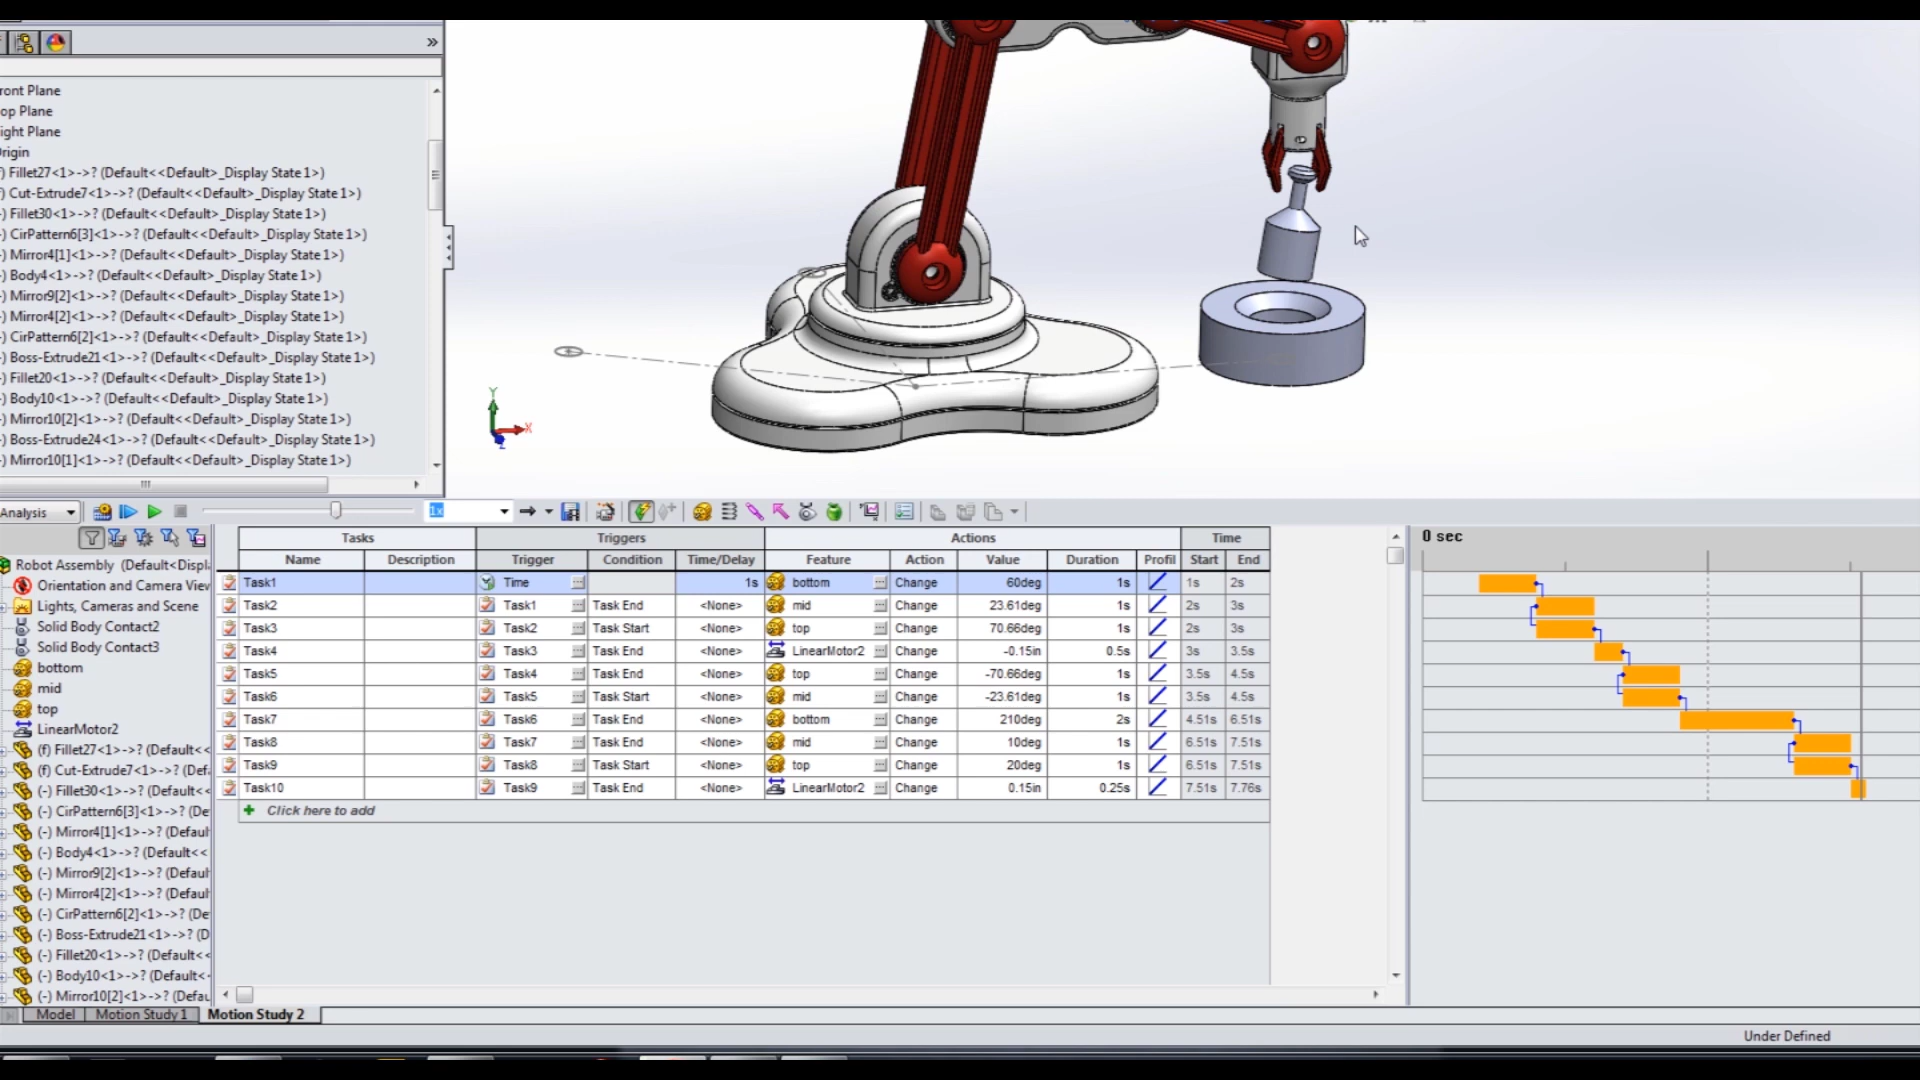 ront Plane
op Plane
ight Plane
Origin
) Fillet27<1>->? (Default<<Default>_Display State 1>)
) Cut-Extrude7<1>->? (Default<<Default>_Display State 1>)
-) Fillet30<1>->? (Default<<Default>_Display State 1>)
-) CirPattern6[3]<1>->? (Default<<Default>_Display State 1>)
-) Mirror4[1]<1>->? (Default<<Default>_Display State 1>)
-) Body4<1>->? (Default<<Default>_Display State 1>)
-) Mirror9[2]<1>->? (Default<<Default>_Display State 1>)
-) Mirror4[2]<1>->? (Default<<Default>_Display State 1>)
-) CirPattern6[2]<1>->? (Default<<Default>_Display State 1>)
-) Boss-Extrude21<1>->? (Default<<Default>_Display State 1>)
-) Fillet20<1>->? (Default<<Default>_Display State 1>)
-) Body10<1>->? (Default<<Default>_Display State 1>)
-) Mirror10[2]<1>->? (Default<<Default>_Display State 1>)
-) Boss-Extrude24<1>->? (Default<<Default>_Display State 1>)
-) Mirror10[1]<1>->? (Default<<Default>_Display State 1>)
Y
X
Z
Analysis
1x
Robot Assembly (Default<Displa
Orientation and Camera View
Lights, Cameras and Scene
Solid Body Contact2
Solid Body Contact3
bottom
mid
top
LinearMotor2
(f) Fillet27<1>->? (Default<<
(f) Cut-Extrude7<1>->? (Defa
(-) Fillet30<1>->? (Default<<
(-) CirPattern6[3]<1>->? (De
(-) Mirror4[1]<1>->? (Defaul
(-) Body4<1>->? (Default<<
(-) Mirror9[2]<1>->? (Defaul
(-) Mirror4[2]<1>->? (Defaul
(-) CirPattern6[2]<1>->? (De
(-) Boss-Extrude21<1>->? (D
(-) Fillet20<1>->? (Default<<
(-) Body10<1>->? (Default<<
(-) Mirror10[2]<1>->? (Defau
Tasks Triggers Actions Time
Name Description Trigger Condition Time/Delay Feature Action Value Duration Profil Start End
Task1 Time 1s bottom Change 60deg 1s 1s 2s
Task2 Task1 Task End <None> mid Change 23.61deg 1s 2s 3s
Task3 Task2 Task Start <None> top Change 70.66deg 1s 2s 3s
Task4 Task3 Task End <None> LinearMotor2 Change -0.15in 0.5s 3s 3.5s
Task5 Task4 Task End <None> top Change -70.66deg 1s 3.5s 4.5s
Task6 Task5 Task Start <None> mid Change -23.61deg 1s 3.5s 4.5s
Task7 Task6 Task End <None> bottom Change 210deg 2s 4.51s 6.51s
Task8 Task7 Task End <None> mid Change 10deg 1s 6.51s 7.51s
Task9 Task8 Task Start <None> top Change 20deg 1s 6.51s 7.51s
Task10 Task9 Task End <None> LinearMotor2 Change 0.15in 0.25s 7.51s 7.76s
Click here to add
0 sec
Model Motion Study 1 Motion Study 2
Under Defined